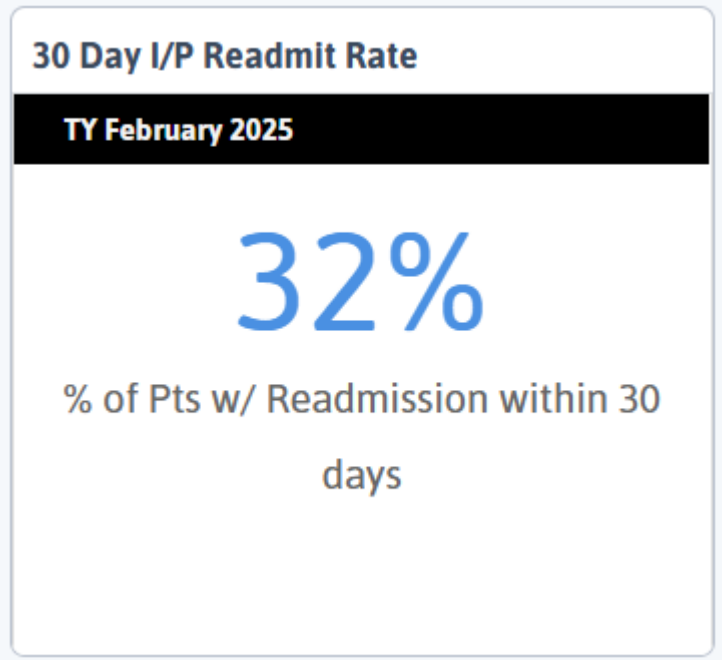 30 Day I/P Readmit Rate
TY February 2025
32%
% of Pts w/ Readmission within 30
days